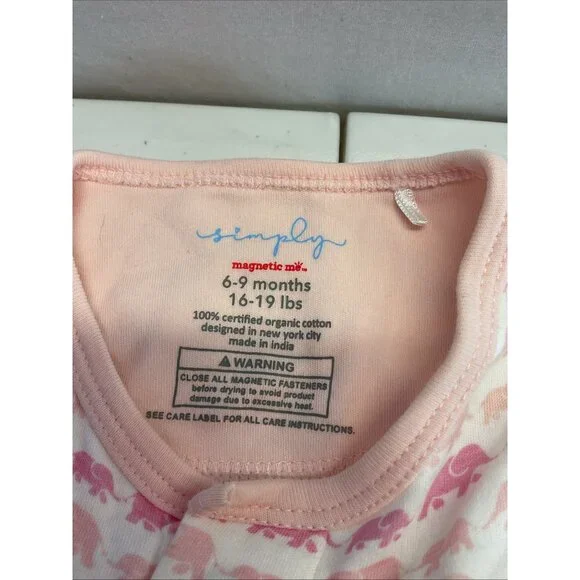 simply
magnetic me™
6-9 months
16-19 lbs
100% certified organic cotton
designed in new york city
made in india
⚠ WARNING
CLOSE ALL MAGNETIC FASTENERS
before drying to avoid product
damage due to excessive heat.
SEE CARE LABEL FOR ALL CARE INSTRUCTIONS.